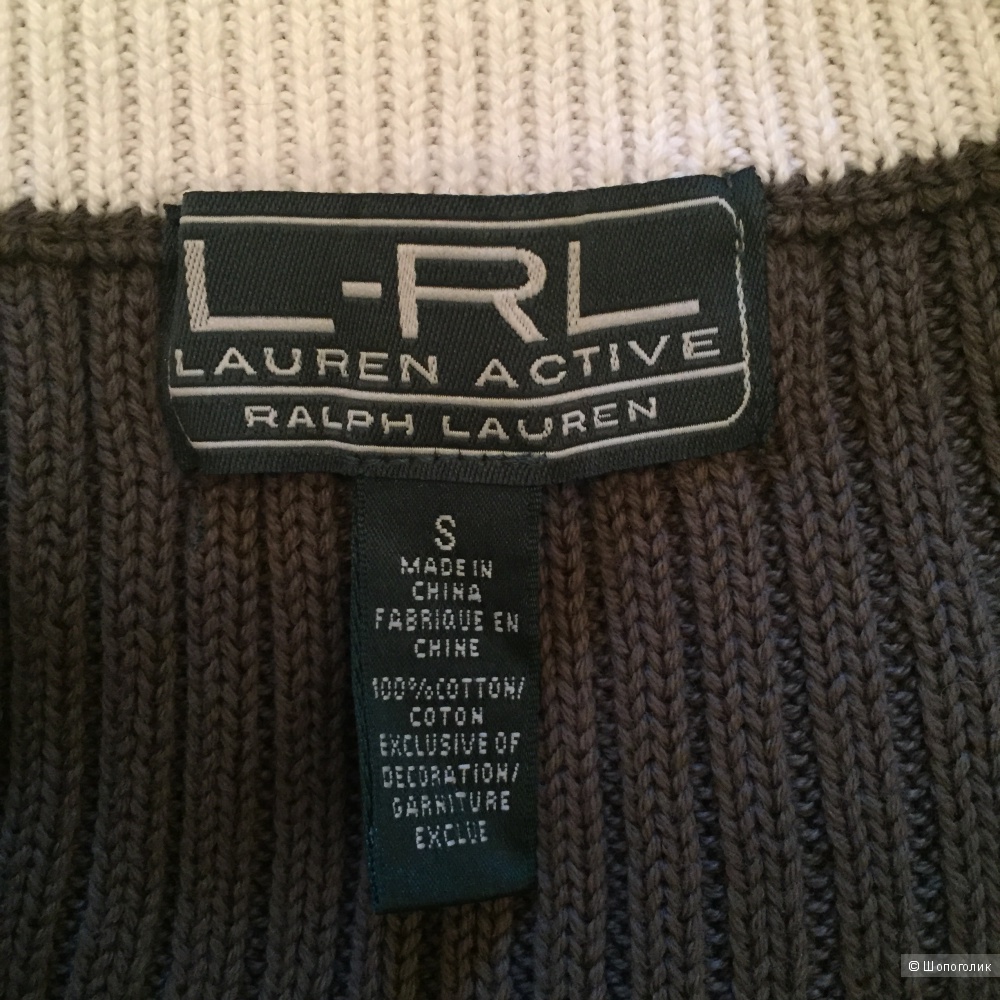 L-RL
LAUREN ACTIVE
RALPH LAUREN
S
MADE IN
CHINA
FABRIQUE EN
CHINE
100%COTTON/
COTON
EXCLUSIVE OF
DECORATION/
GARNITURE
EXCLUE
© Шопоголик